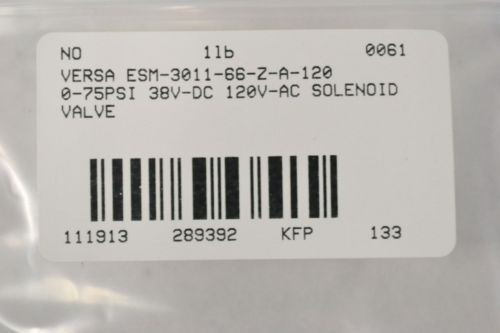 NO 1lb 0061
VERSA ESM-3011-66-Z-A-120
0-75PSI 38V-DC 120V-AC SOLENOID
VALVE
111913 289392 KFP 133